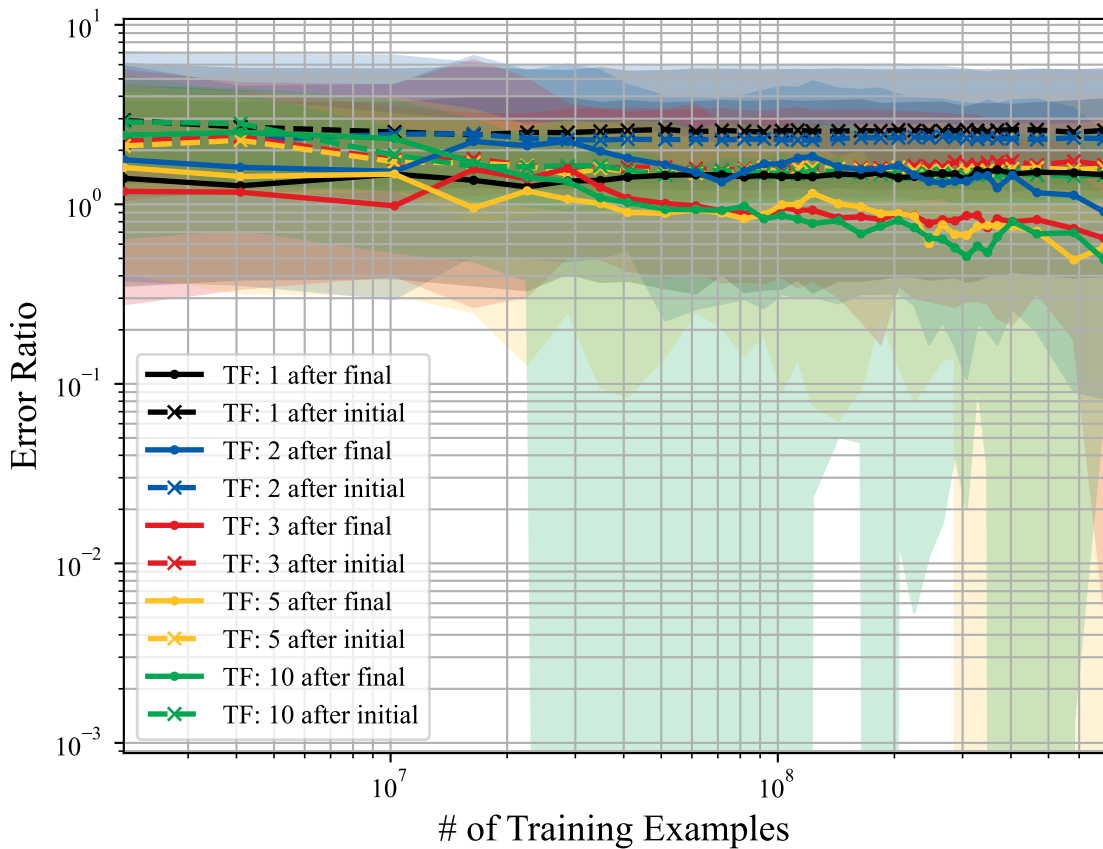 10^1
10^0
10^−1
10^−2
10^−3
Error Ratio
TF: 1 after final
TF: 1 after initial
TF: 2 after final
TF: 2 after initial
TF: 3 after final
TF: 3 after initial
TF: 5 after final
TF: 5 after initial
TF: 10 after final
TF: 10 after initial
10^7
10^8
# of Training Examples